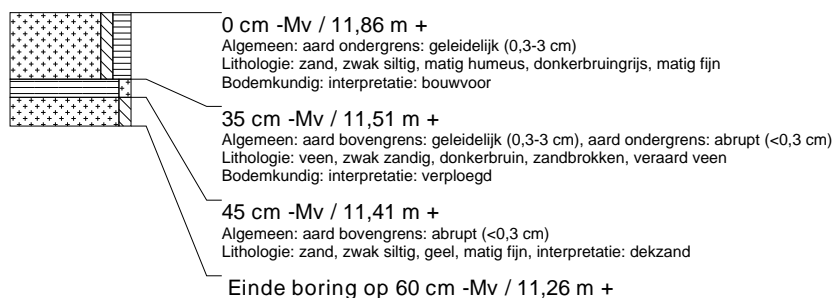 0 cm -Mv / 11,86 m +
Algemeen: aard ondergrens: geleidelijk (0,3-3 cm)
Lithologie: zand, zwak siltig, matig humeus, donkerbruingrijs, matig fijn
Bodemkundig: interpretatie: bouwvoor
35 cm -Mv / 11,51 m +
Algemeen: aard bovengrens: geleidelijk (0,3-3 cm), aard ondergrens: abrupt (<0,3 cm)
Lithologie: veen, zwak zandig, donkerbruin, zandbrokken, veraard veen
Bodemkundig: interpretatie: verploegd
45 cm -Mv / 11,41 m +
Algemeen: aard bovengrens: abrupt (<0,3 cm)
Lithologie: zand, zwak siltig, geel, matig fijn, interpretatie: dekzand
Einde boring op 60 cm -Mv / 11,26 m +